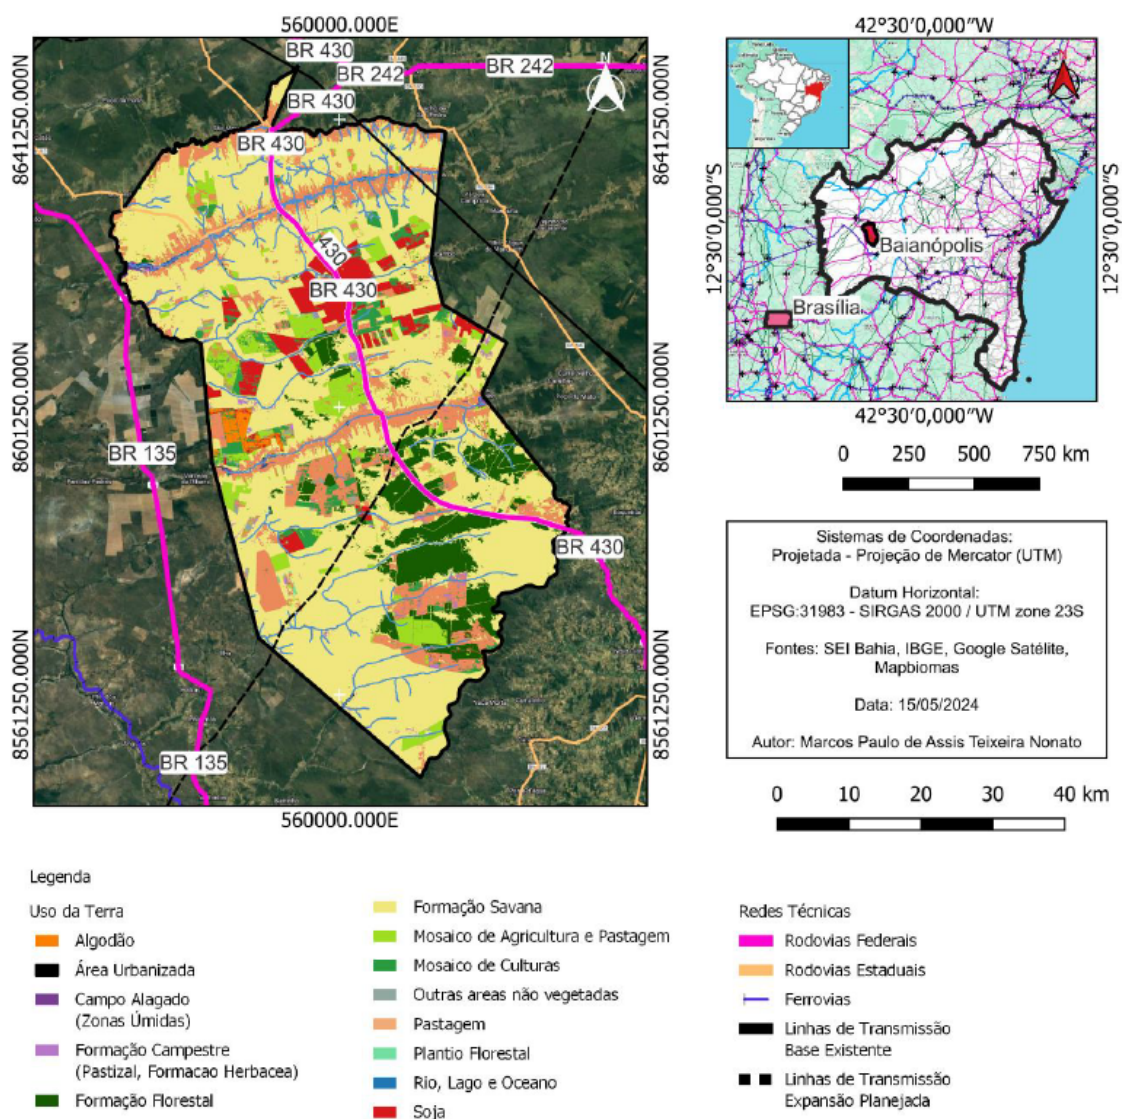 560000.000E
42°30′0,000″W
BR 430
BR 242
BR 242
BR 430
BR 430
8641250.000N
8641250.000N
430
BR 430
12°30′0,000″S
12°30′0,000″S
Baianópolis
Brasília
42°30′0,000″W
8601250.000N
8601250.000N
BR 135
0 250 500 750 km
BR 430
8561250.000N
8561250.000N
BR 135
560000.000E
Sistemas de Coordenadas:
Projetada - Projeção de Mercator (UTM)
Datum Horizontal:
EPSG:31983 - SIRGAS 2000 / UTM zone 23S
Fontes: SEI Bahia, IBGE, Google Satélite,
Mapbiomas
Data: 15/05/2024
Autor: Marcos Paulo de Assis Teixeira Nonato
0 10 20 30 40 km
Legenda
Uso da Terra
Algodão
Área Urbanizada
Campo Alagado
(Zonas Úmidas)
Formação Campestre
(Pastizal, Formacao Herbacea)
Formação Florestal
Formação Savana
Mosaico de Agricultura e Pastagem
Mosaico de Culturas
Outras areas não vegetadas
Pastagem
Plantio Florestal
Rio, Lago e Oceano
Soja
Redes Técnicas
Rodovias Federais
Rodovias Estaduais
Ferrovias
Linhas de Transmissão
Base Existente
Linhas de Transmissão
Expansão Planejada